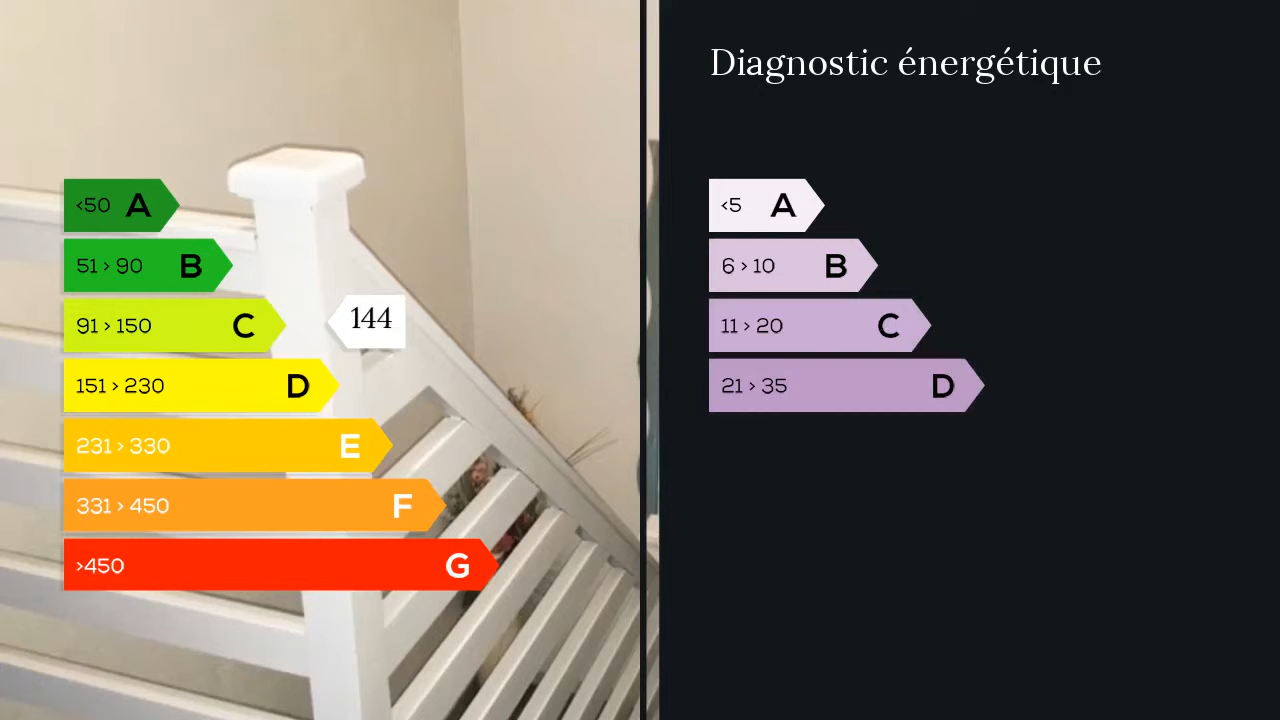 Diagnostic énergétique
<50 A
51 > 90 B
91 > 150 C
144
151 > 230 D
231 > 330 E
331 > 450 F
>450 G
<5 A
6 > 10 B
11 > 20 C
21 > 35 D